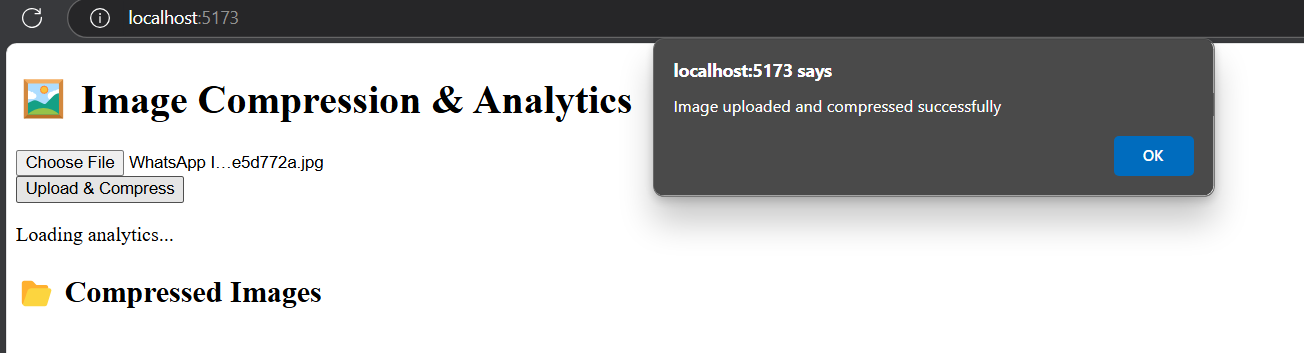 localhost:5173
localhost:5173 says
Image uploaded and compressed successfully
OK
Image Compression & Analytics
Choose File WhatsApp I...e5d772a.jpg
Upload & Compress
Loading analytics...
Compressed Images